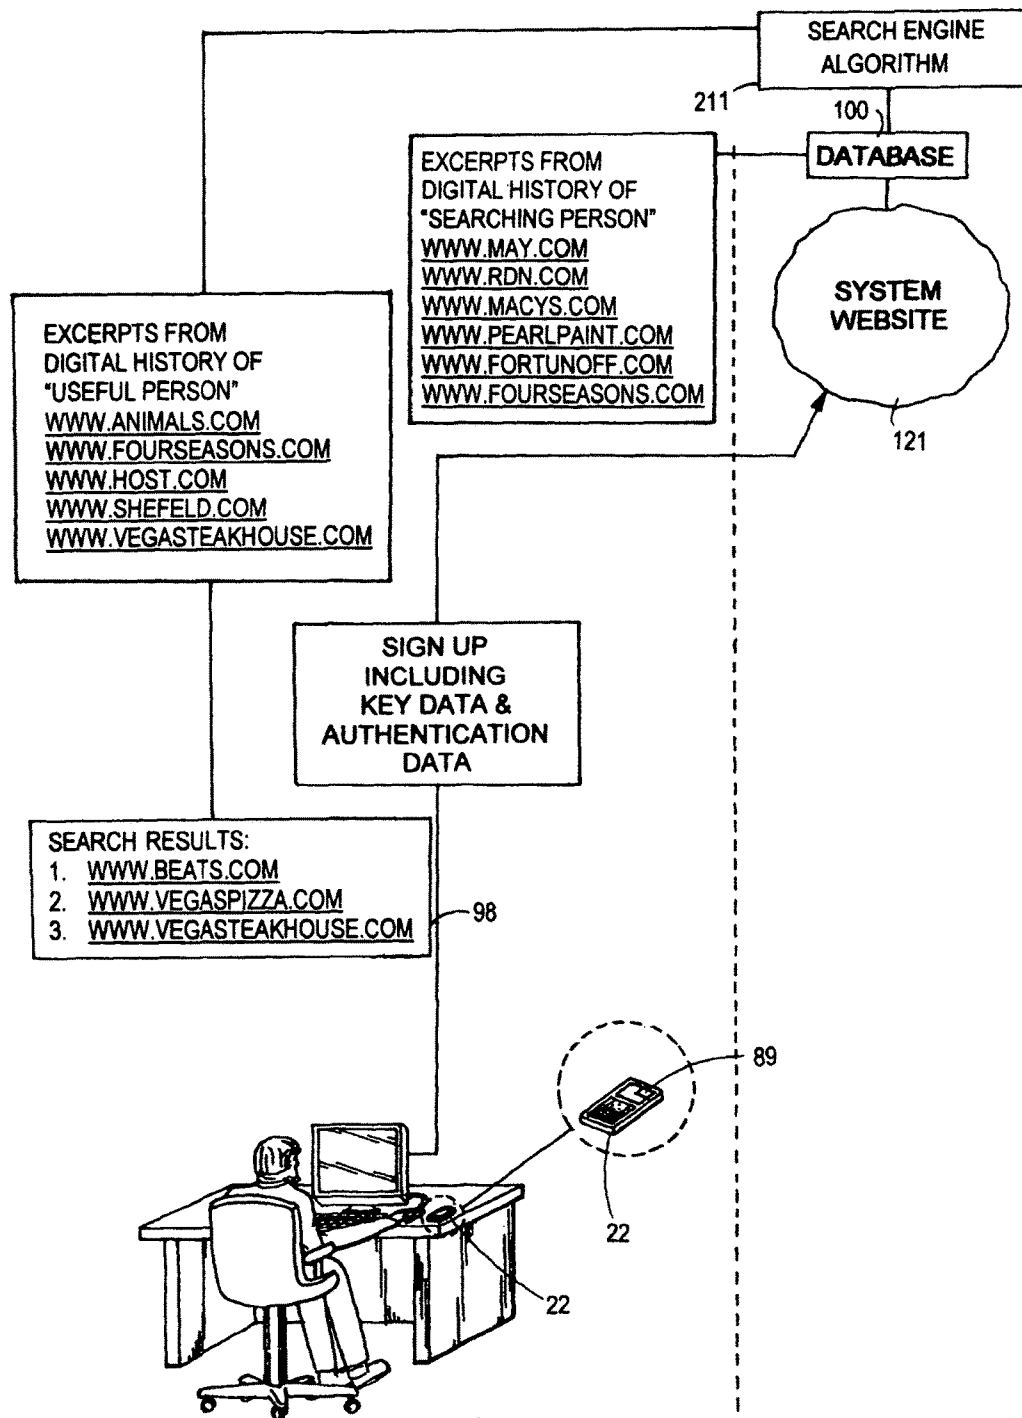 SEARCH ENGINE
ALGORITHM
211
100
DATABASE
EXCERPTS FROM
DIGITAL HISTORY OF
"SEARCHING PERSON"
WWW.MAY.COM
WWW.RDN.COM
WWW.MACYS.COM
WWW.PEARLPAINT.COM
WWW.FORTUNOFF.COM
WWW.FOURSEASONS.COM
SYSTEM
WEBSITE
121
EXCERPTS FROM
DIGITAL HISTORY OF
"USEFUL PERSON"
WWW.ANIMALS.COM
WWW.FOURSEASONS.COM
WWW.HOST.COM
WWW.SHEFELD.COM
WWW.VEGASTEAKHOUSE.COM
SIGN UP
INCLUDING
KEY DATA &
AUTHENTICATION
DATA
SEARCH RESULTS:
1. WWW.BEATS.COM
2. WWW.VEGASPIZZA.COM
3. WWW.VEGASTEAKHOUSE.COM
98
89
22
22